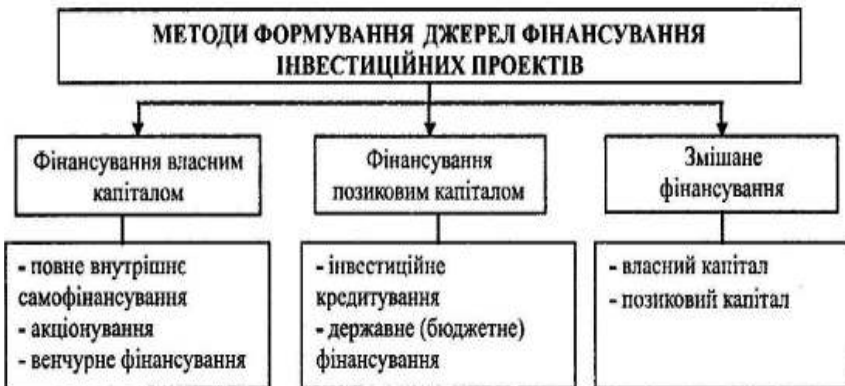 МЕТОДИ ФОРМУВАННЯ ДЖЕРЕЛ ФІНАНСУВАННЯ
ІНВЕСТИЦІЙНИХ ПРОЕКТІВ
Фінансування власним
капіталом
Фінансування
позиковим капіталом
Змішане
фінансування
- повне внутрішнє
самофінансування
- акціонування
- венчурне фінансування
- інвестиційне
кредитування
- державне (бюджетне)
фінансування
- власний капітал
- позиковий капітал